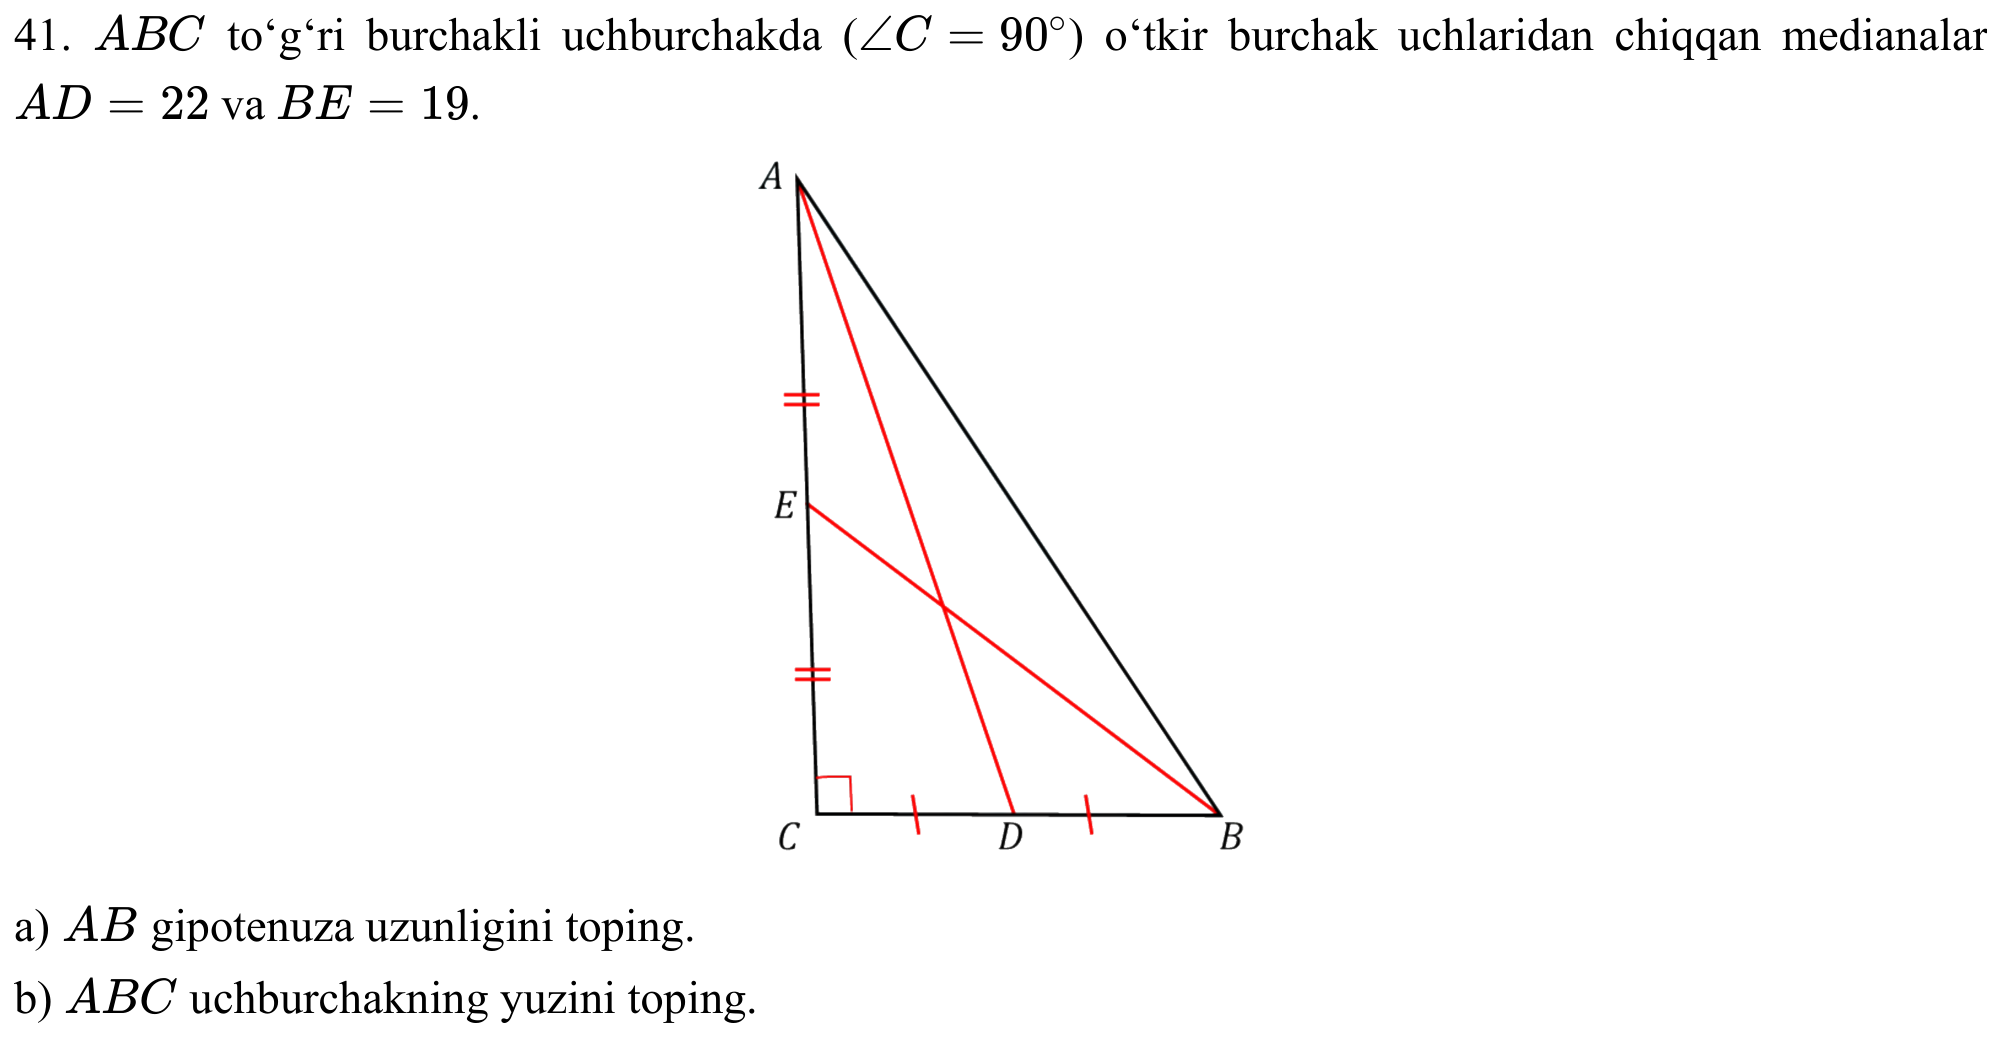 41. ABC to‘g‘ri burchakli uchburchakda (∠C = 90°) o‘tkir burchak uchlaridan chiqqan medianalar
AD = 22 va BE = 19.
A
E
C
D
B
a) AB gipotenuza uzunligini toping.
b) ABC uchburchakning yuzini toping.